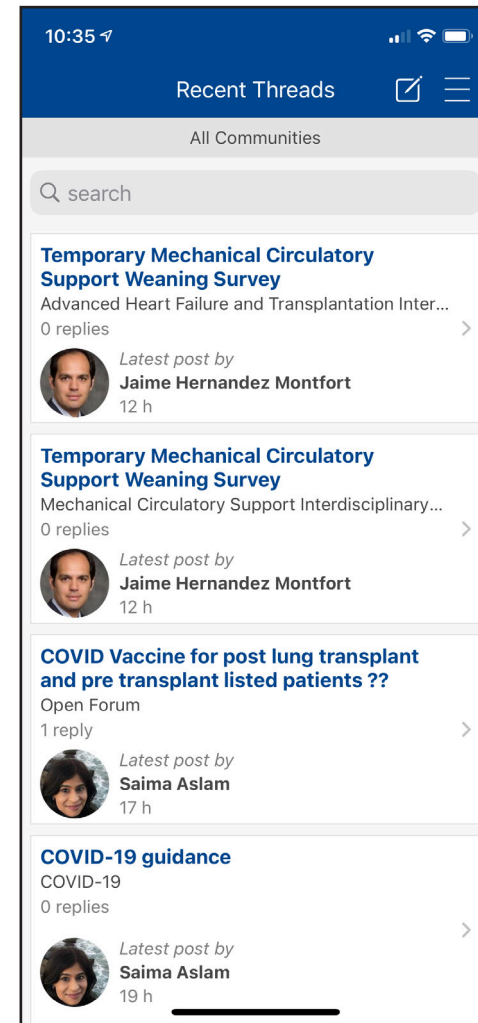 10:35
Recent Threads
All Communities
search
Temporary Mechanical Circulatory
Support Weaning Survey
Advanced Heart Failure and Transplantation Inter...
0 replies
Latest post by
Jaime Hernandez Montfort
12 h
Temporary Mechanical Circulatory
Support Weaning Survey
Mechanical Circulatory Support Interdisciplinary...
0 replies
Latest post by
Jaime Hernandez Montfort
12 h
COVID Vaccine for post lung transplant
and pre transplant listed patients ??
Open Forum
1 reply
Latest post by
Saima Aslam
17 h
COVID-19 guidance
COVID-19
0 replies
Latest post by
Saima Aslam
19 h